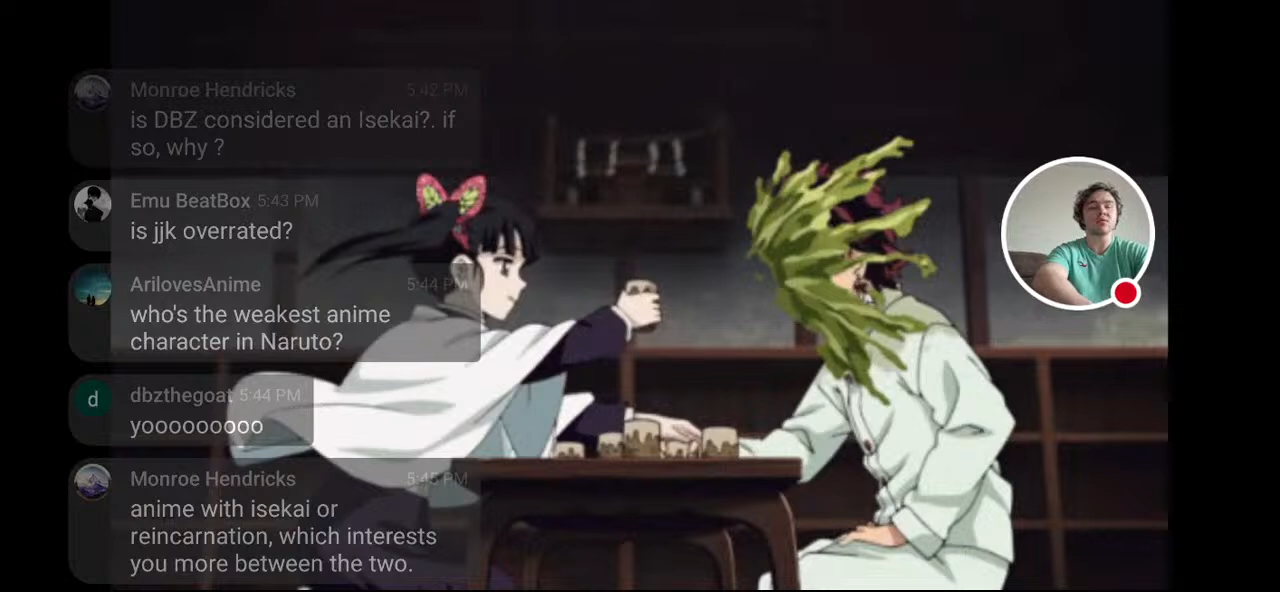 Monroe Hendricks 5:42 PM
is DBZ considered an Isekai?. if
so, why ?
Emu BeatBox 5:43 PM
is jjk overrated?
ArilovesAnime 5:44 PM
who's the weakest anime
character in Naruto?
d
dbzthegoat 5:44 PM
yooooooooo
Monroe Hendricks 5:45 PM
anime with isekai or
reincarnation, which interests
you more between the two.